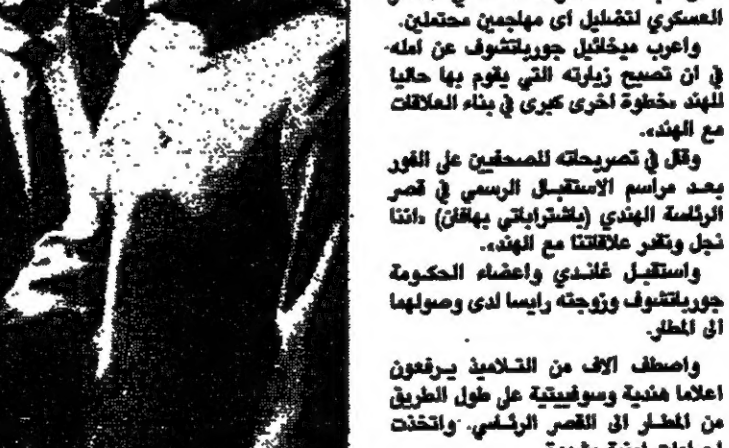 العسكري لتضليل أى مهاجمين محتملين.
واعرب ميخائيل جورباتشوف عن امله
في ان تصبح زيارته التي يقوم بها حاليا
للهند «خطوة اخرى كبرى في بناء العلاقات
مع الهند».
وقال في تصريحاته للصحفيين على الفور
بعد مراسم الاستقبال الرسمي في قصر
الرئاسة الهندي (باشتراباتي بهافان) «اننا
نجل ونقدر علاقاتنا مع الهند».
واستقبل غاندي واعضاء الحكومة
جورباتشوف وزوجته رايسا لدى وصولهما
الى المطار.
واصطف آلاف من التلاميذ يرفعون
اعلاما هندية وسوفييتية على طول الطريق
من المطار الى القصر الرئاسي. واتخذت